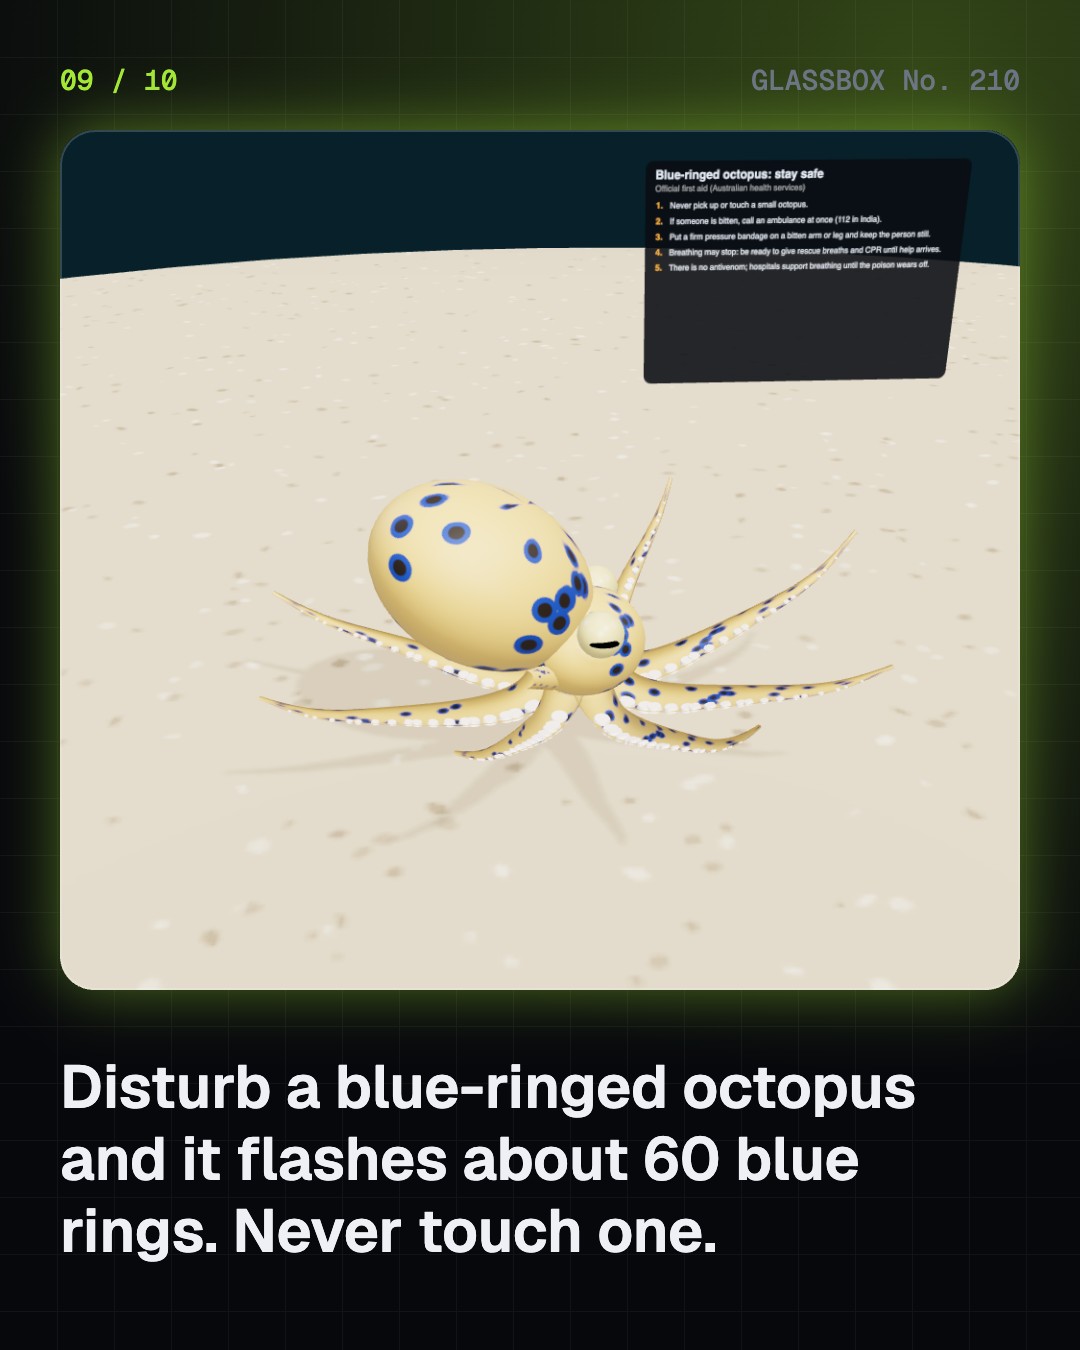 09 / 10
GLASSBOX No. 210
Blue-ringed octopus: stay safe
Official first aid (Australian health services)
1. Never pick up or touch a small octopus.
2. If someone is bitten, call an ambulance at once (112 in India).
3. Put a firm pressure bandage on a bitten arm or leg and keep the person still.
4. Breathing may stop: be ready to give rescue breaths and CPR until help arrives.
5. There is no antivenom; hospitals support breathing until the poison wears off.
Disturb a blue-ringed octopus
and it flashes about 60 blue
rings. Never touch one.